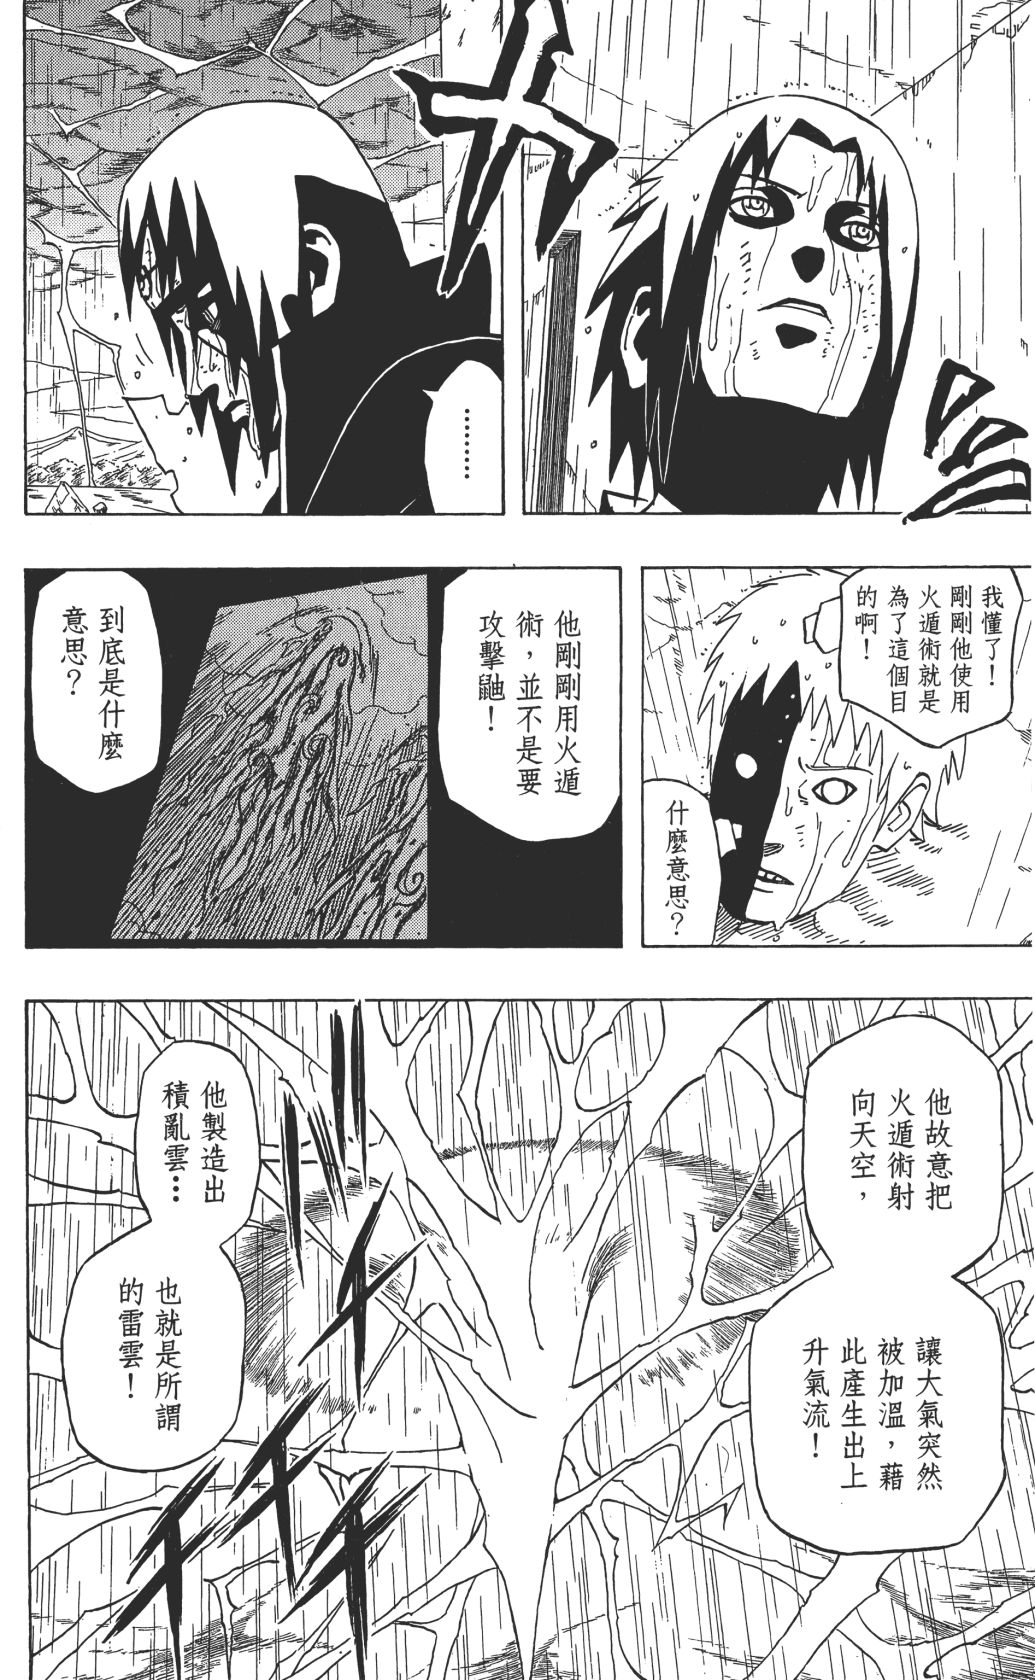 ………
我懂了！
剛剛他使用
火遁術就是
為了這個目
的啊！
什麼意思？
他剛剛用火遁
術，並不是要
攻擊鼬！
到底是什麼
意思？
他故意把
火遁術射
向天空，
讓大氣突然
被加溫，藉
此產生出上
升氣流！
他製造出
積亂雲…
也就是所謂
的雷雲！